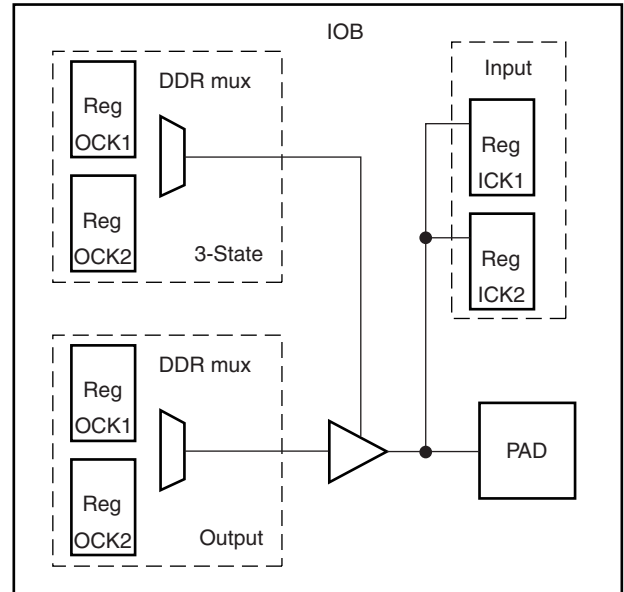 IOB
DDR mux
Reg
OCK1
Reg
OCK2
3-State
Input
Reg
ICK1
Reg
ICK2
DDR mux
Reg
OCK1
Reg
OCK2
Output
PAD